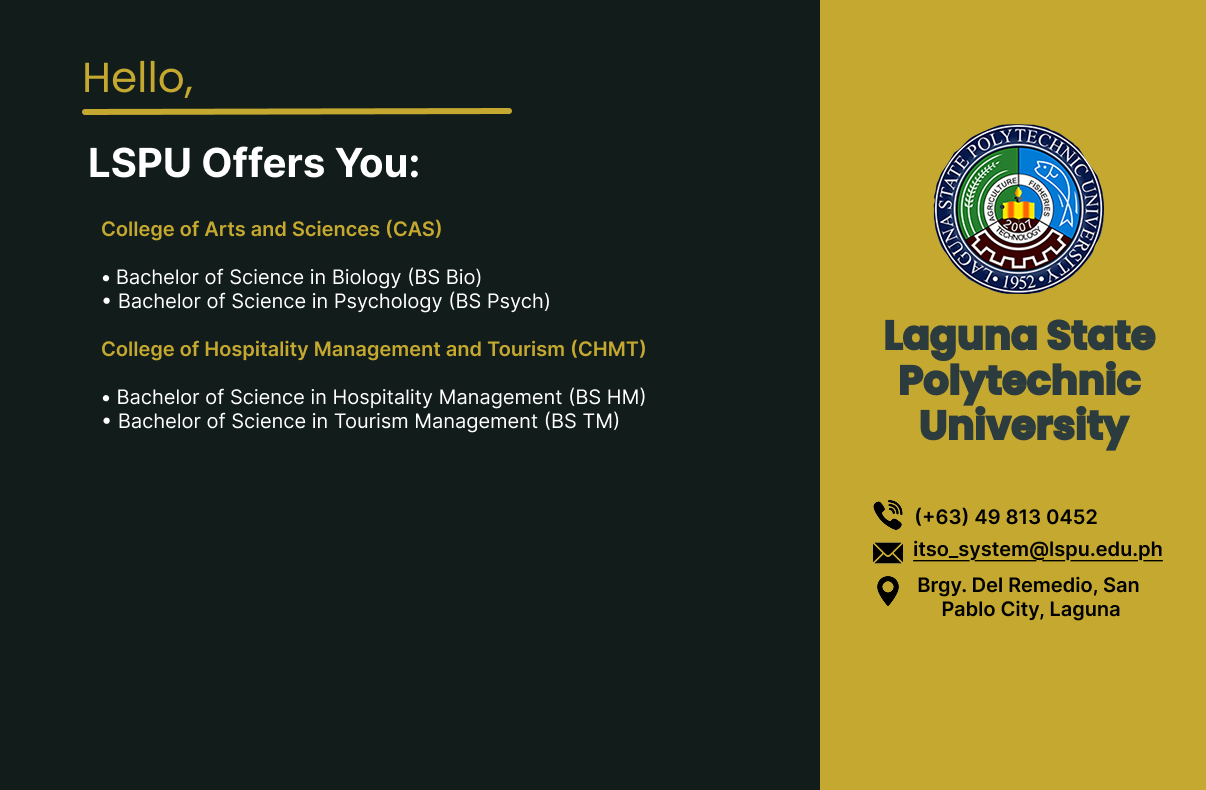 Hello,
LSPU Offers You:
College of Arts and Sciences (CAS)
• Bachelor of Science in Biology (BS Bio)
• Bachelor of Science in Psychology (BS Psych)
College of Hospitality Management and Tourism (CHMT)
• Bachelor of Science in Hospitality Management (BS HM)
• Bachelor of Science in Tourism Management (BS TM)
LAGUNA STATE POLYTECHNIC UNIVERSITY
• 1952 •
AGRICULTURE
FISHERIES
2007
TECHNOLOGY
Laguna State
Polytechnic
University
(+63) 49 813 0452
itso_system@lspu.edu.ph
Brgy. Del Remedio, San
Pablo City, Laguna